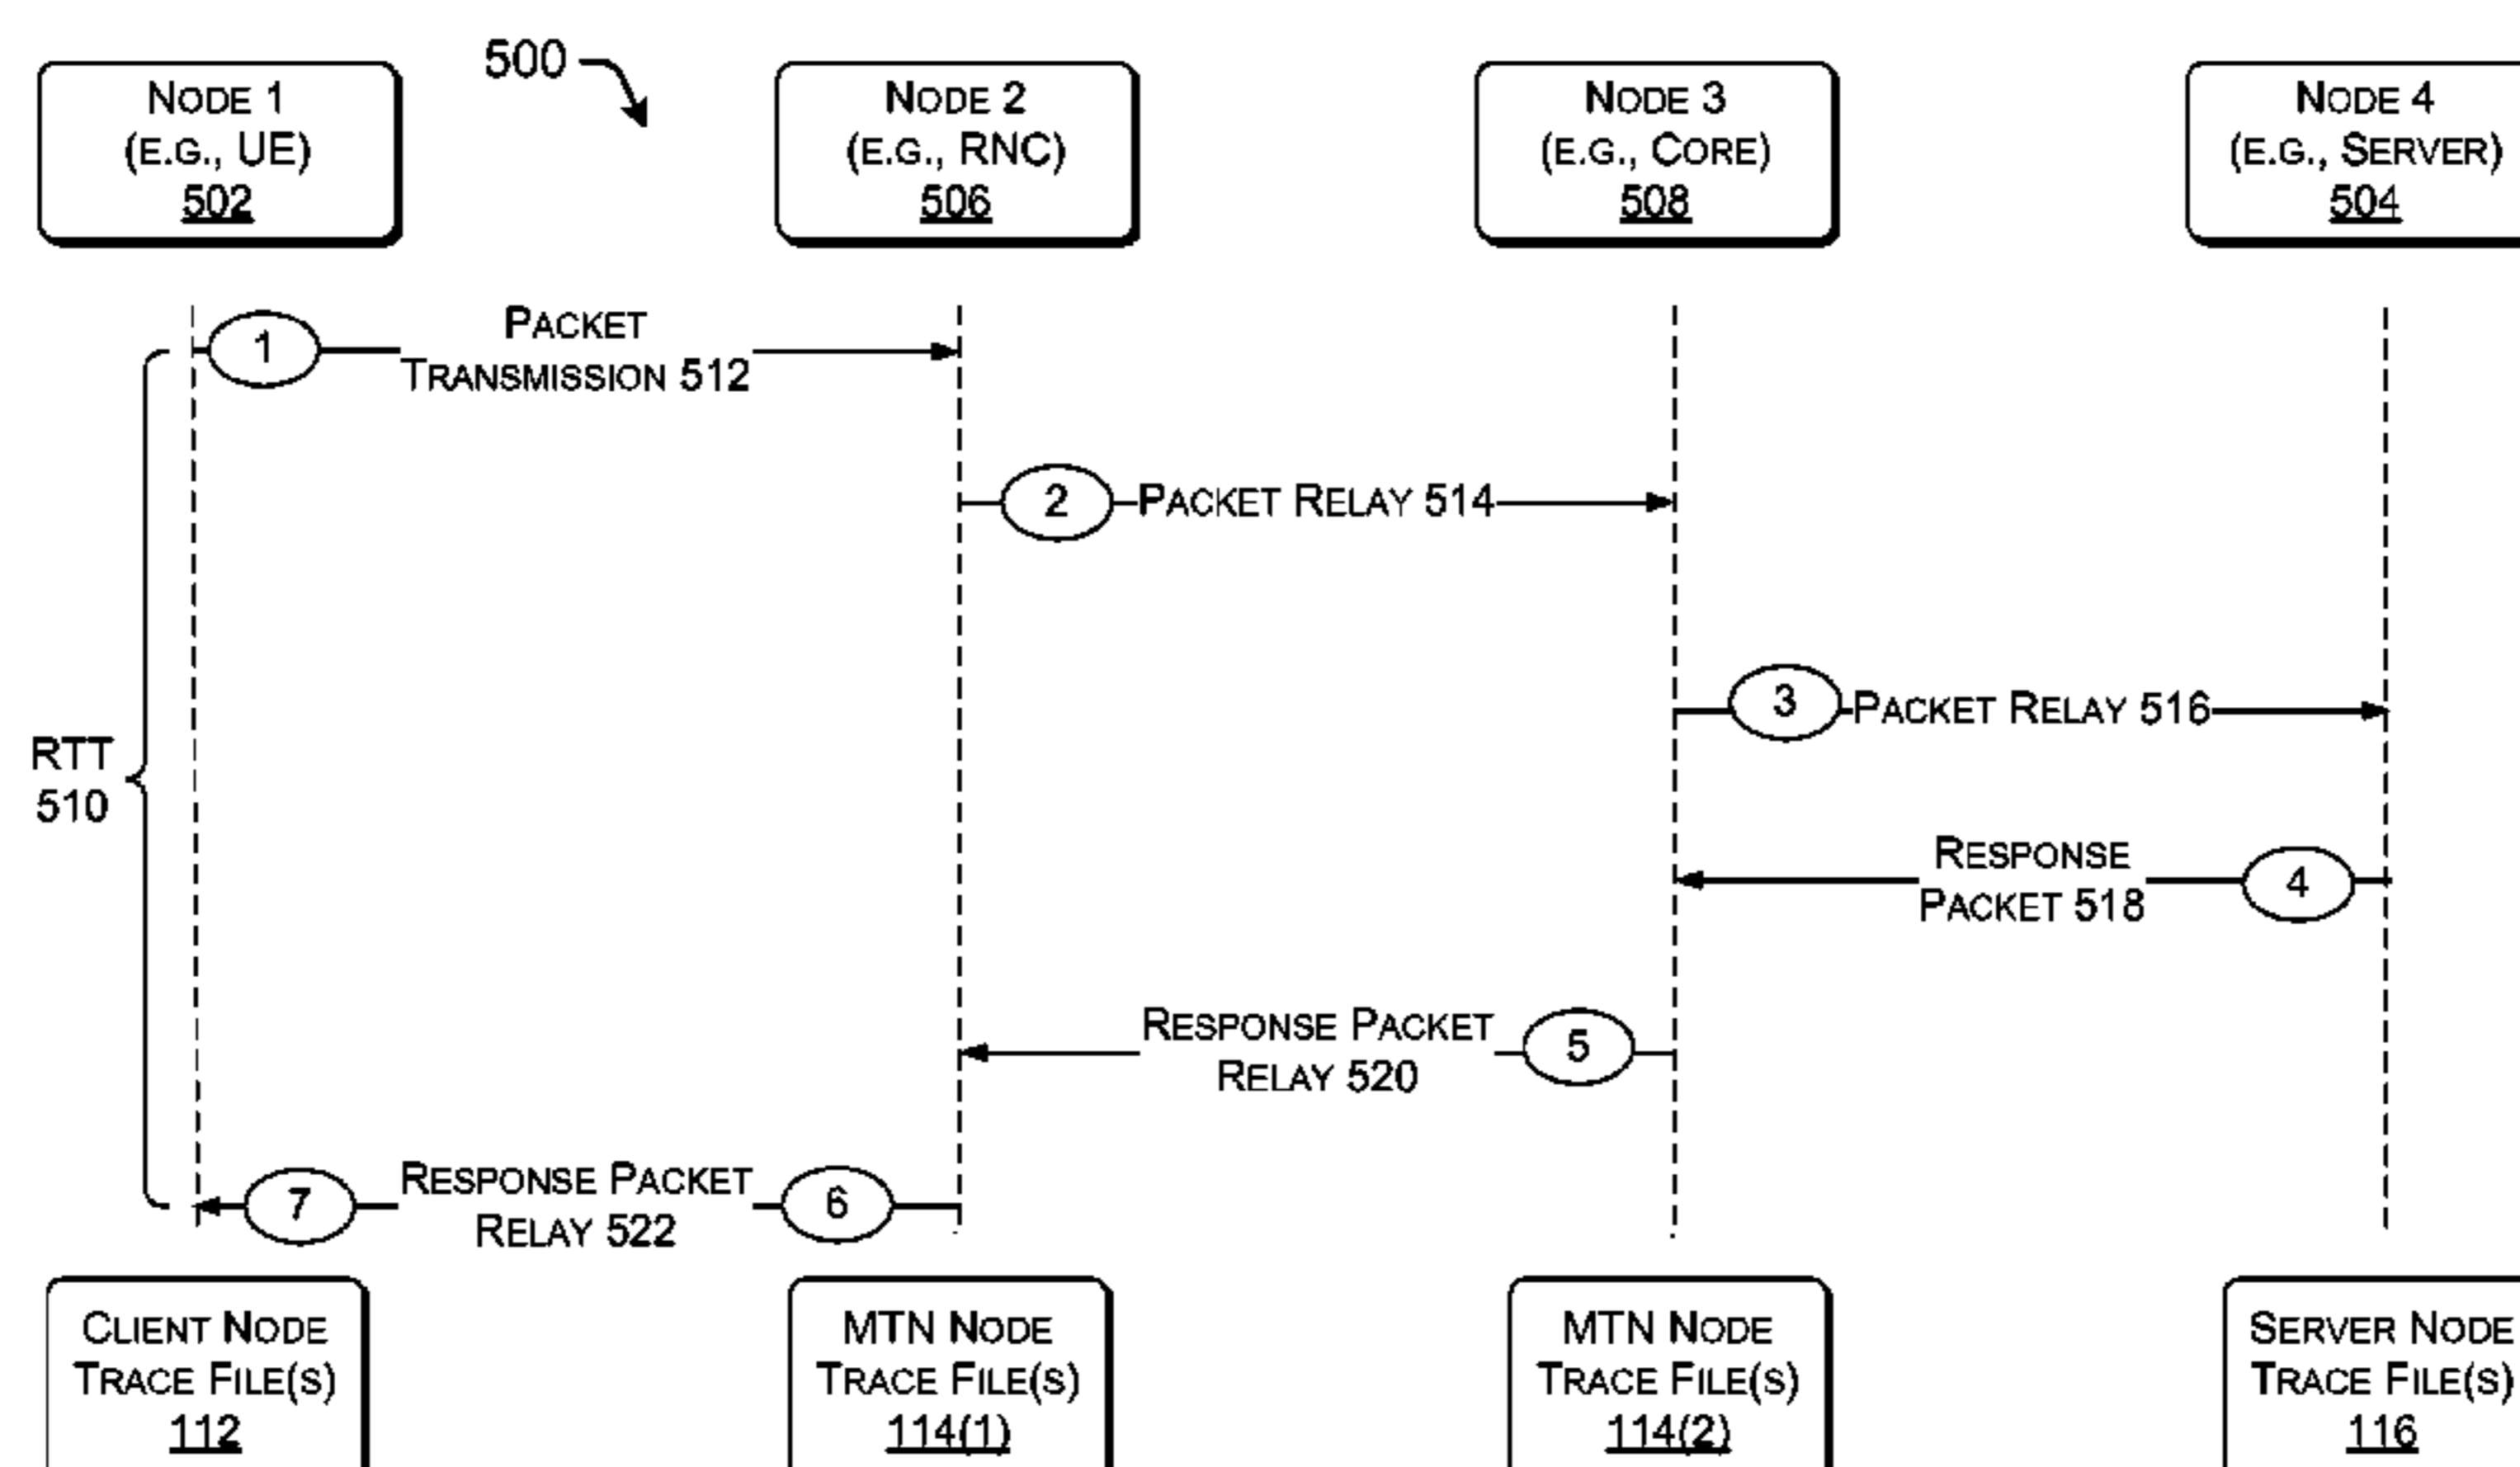 500
NODE 1
(E.G., UE)
502
NODE 2
(E.G., RNC)
506
NODE 3
(E.G., CORE)
508
NODE 4
(E.G., SERVER)
504
1
PACKET
TRANSMISSION 512
2
PACKET RELAY 514
3
PACKET RELAY 516
RTT
510
RESPONSE
PACKET 518
4
RESPONSE PACKET
RELAY 520
5
7
RESPONSE PACKET
RELAY 522
6
CLIENT NODE
TRACE FILE(S)
112
MTN NODE
TRACE FILE(S)
114(1)
MTN NODE
TRACE FILE(S)
114(2)
SERVER NODE
TRACE FILE(S)
116